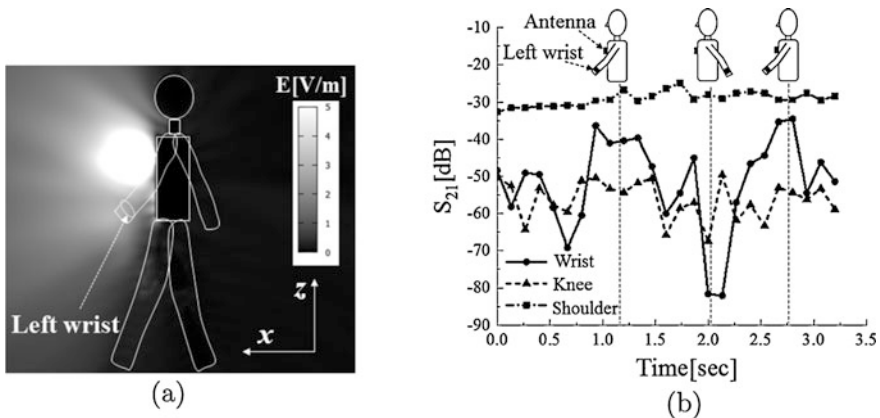 E[V/m]
5
4
3
2
1
0
Left wrist
z
x
(a)
-10
-20
-30
-40
-50
-60
-70
-80
-90
S21[dB]
Antenna
Left wrist
Wrist
Knee
Shoulder
0.0 0.5 1.0 1.5 2.0 2.5 3.0 3.5
Time[sec]
(b)